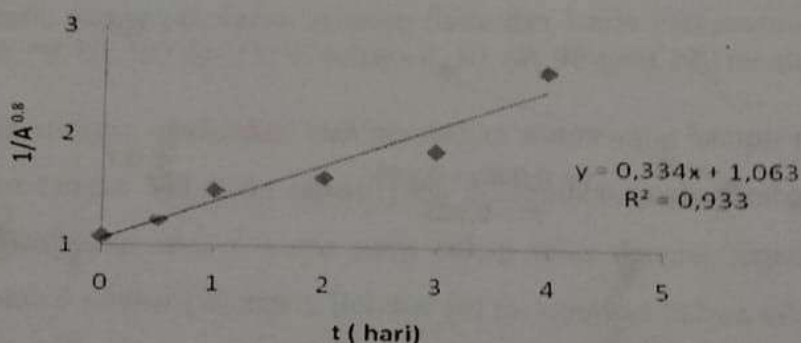 3
1/A^0.8
2
y = 0,334x + 1,063
R² = 0,933
1
0 1 2 3 4 5
t ( hari)